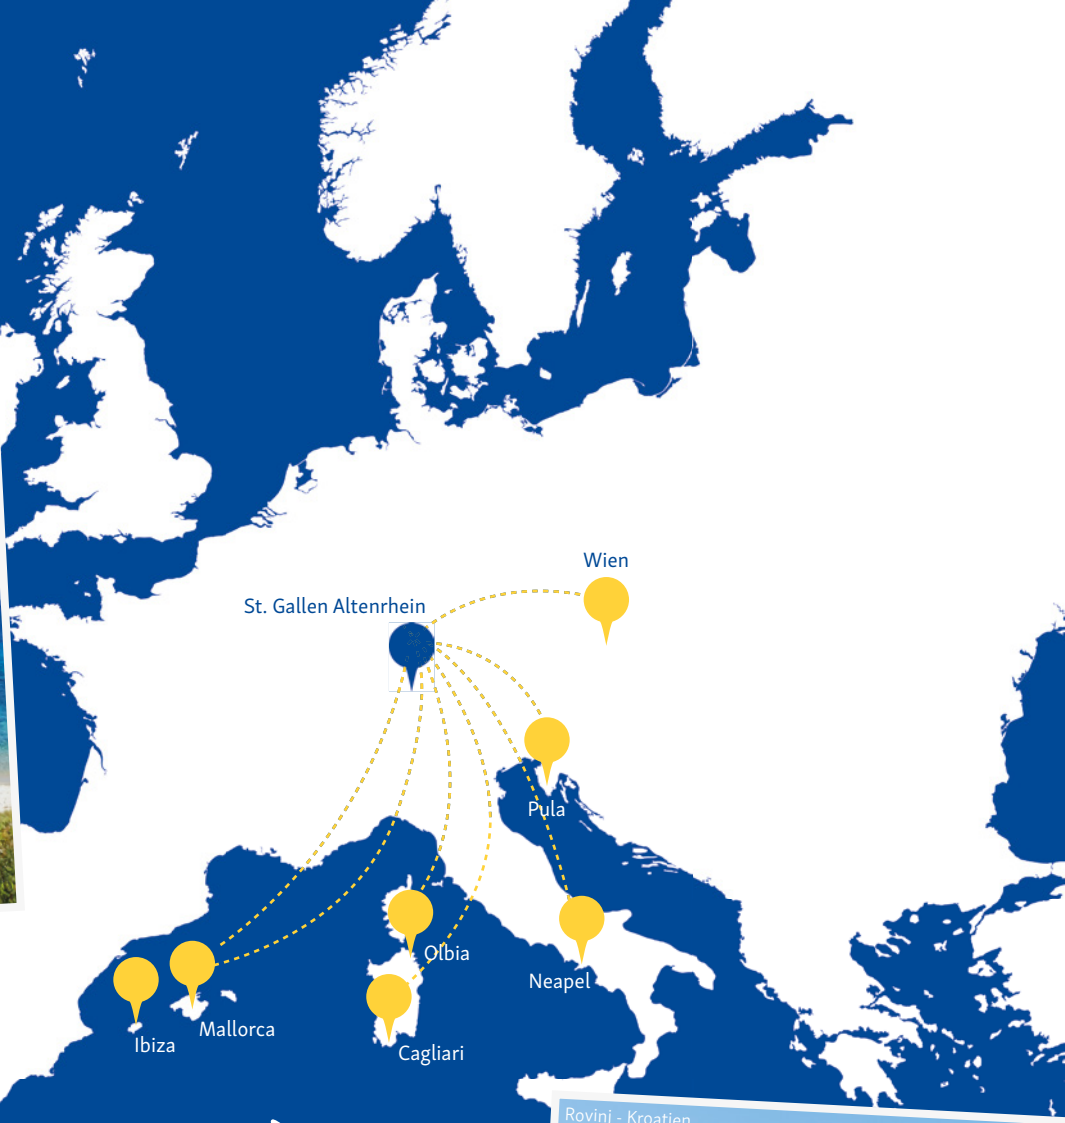 Wien
St. Gallen Altenrhein
Pula
Olbia
Neapel
Mallorca
Ibiza
Cagliari
Rovinj - Kroatien